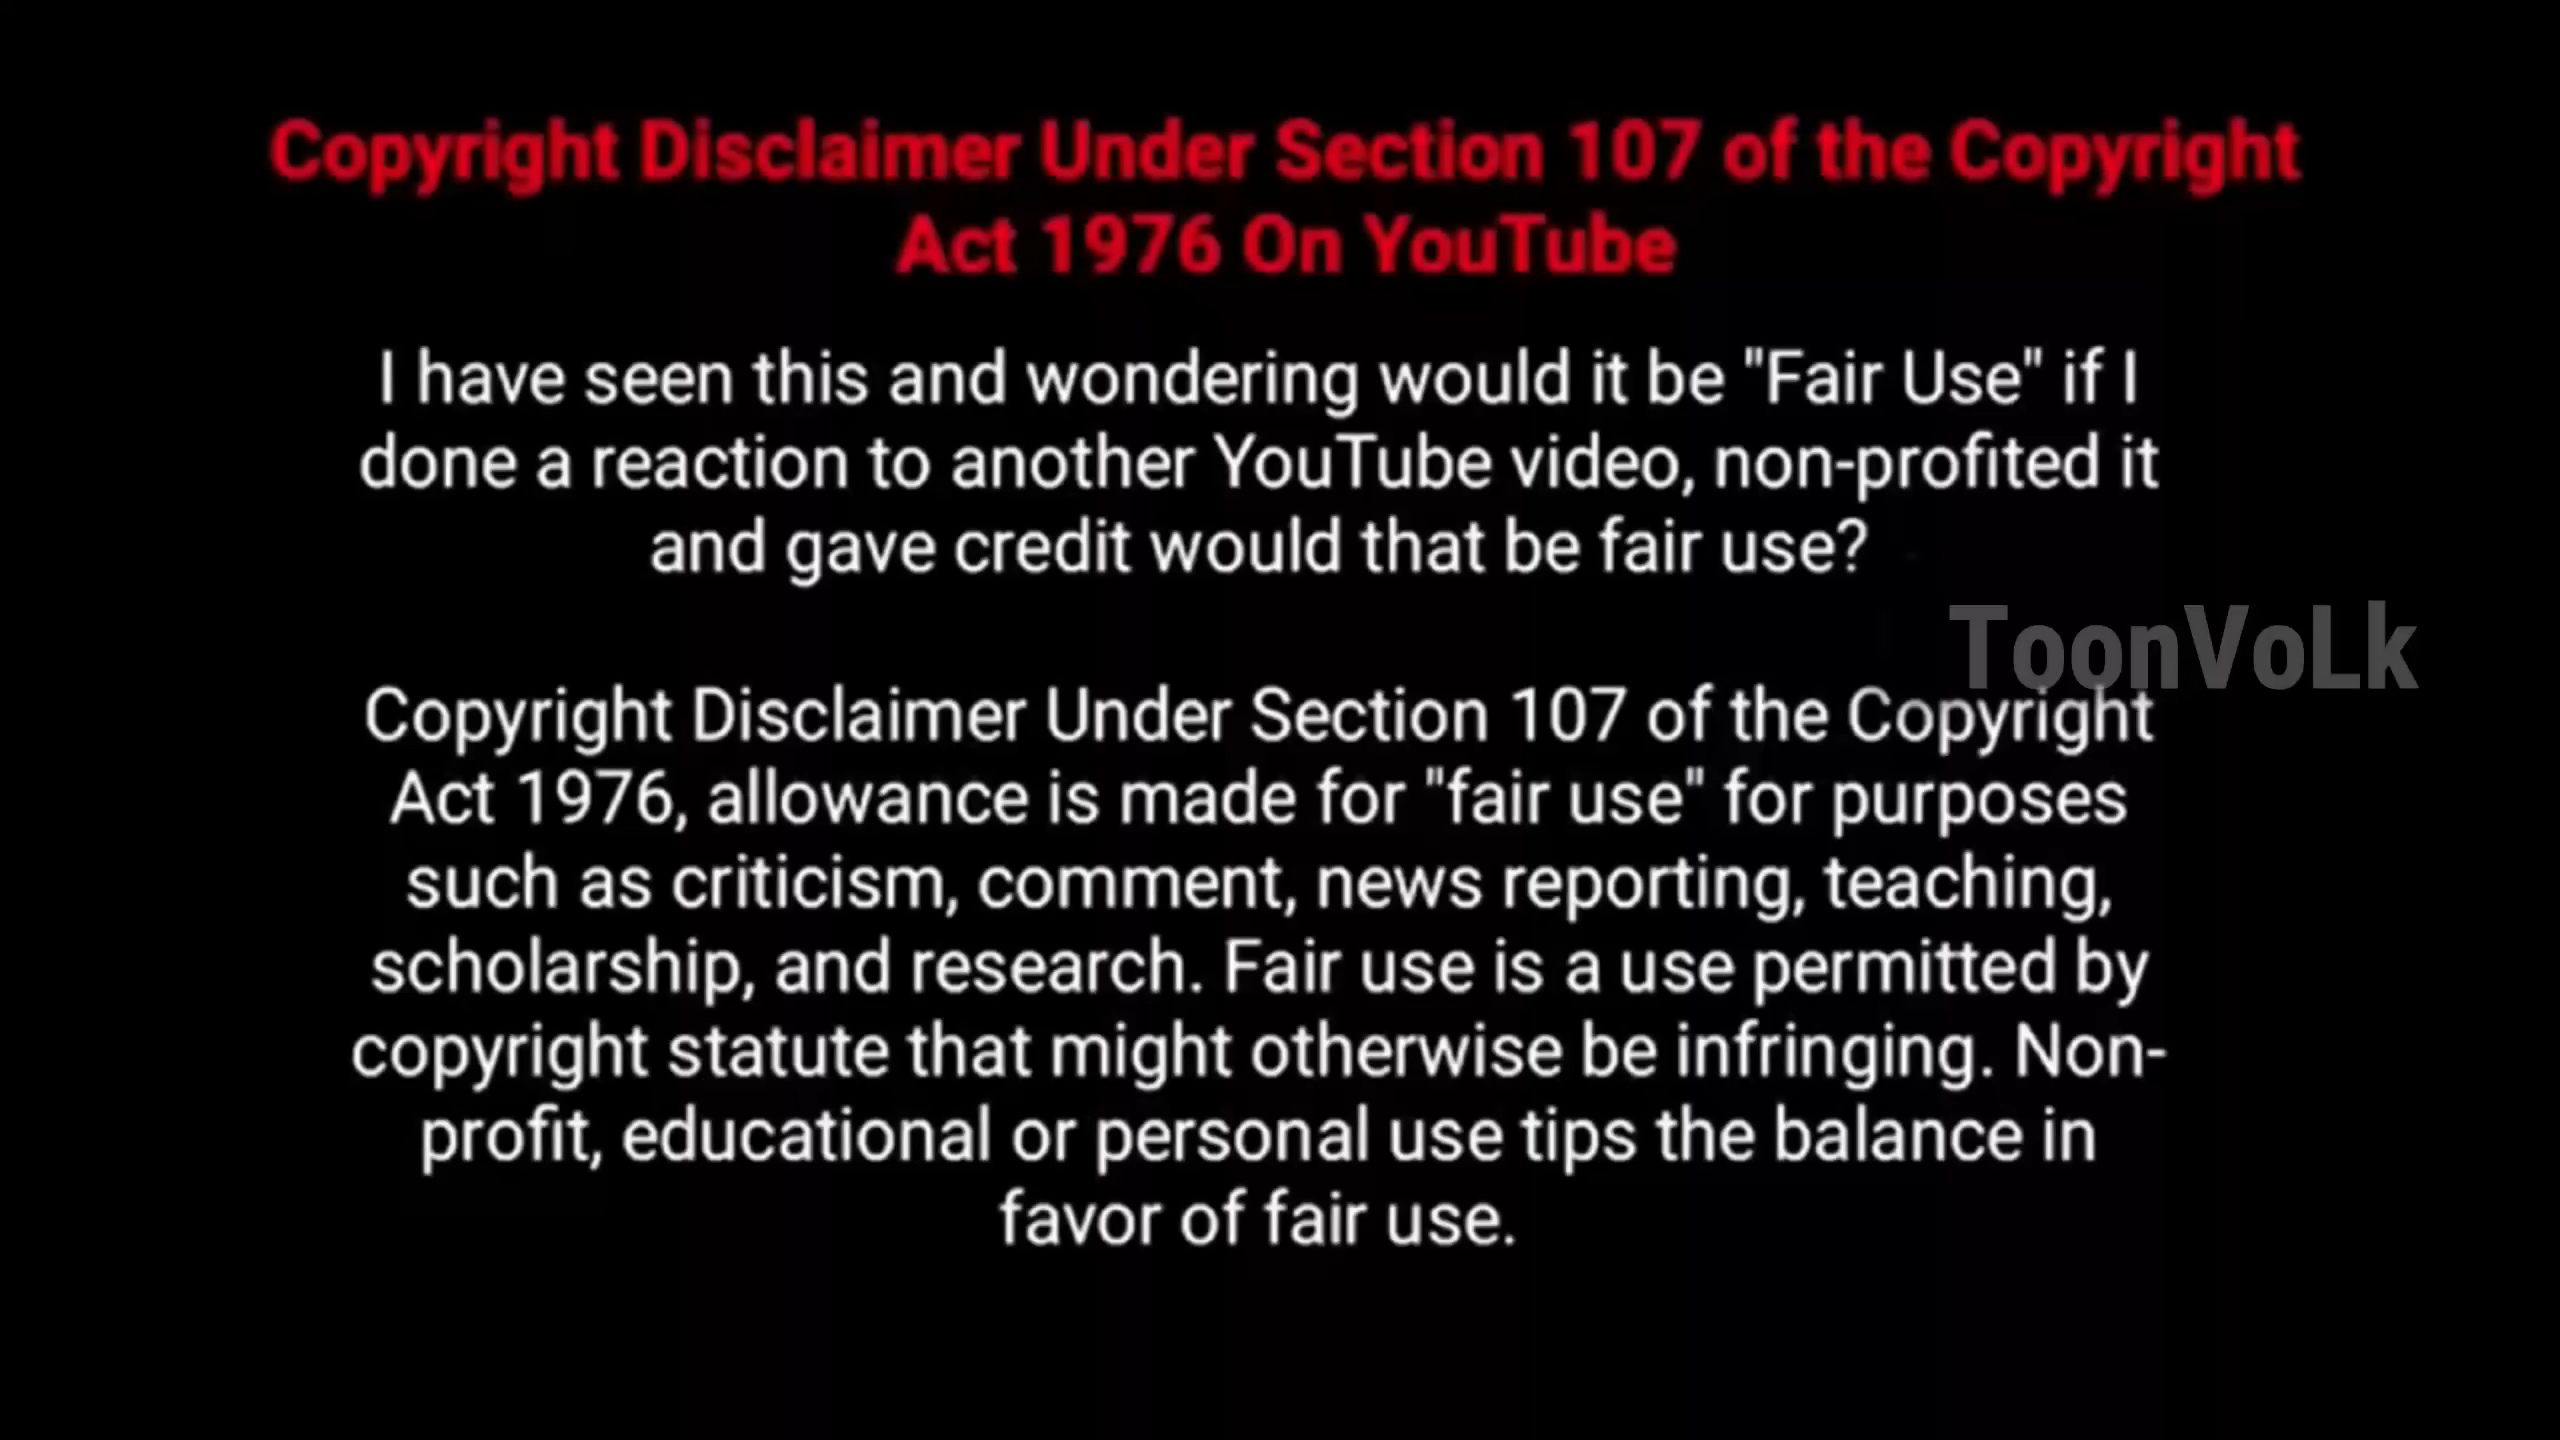 Copyright Disclaimer Under Section 107 of the Copyright
Act 1976 On YouTube
I have seen this and wondering would it be "Fair Use" if I
done a reaction to another YouTube video, non-profited it
and gave credit would that be fair use?
ToonVoLk
Copyright Disclaimer Under Section 107 of the Copyright
Act 1976, allowance is made for "fair use" for purposes
such as criticism, comment, news reporting, teaching,
scholarship, and research. Fair use is a use permitted by
copyright statute that might otherwise be infringing. Non-
profit, educational or personal use tips the balance in
favor of fair use.